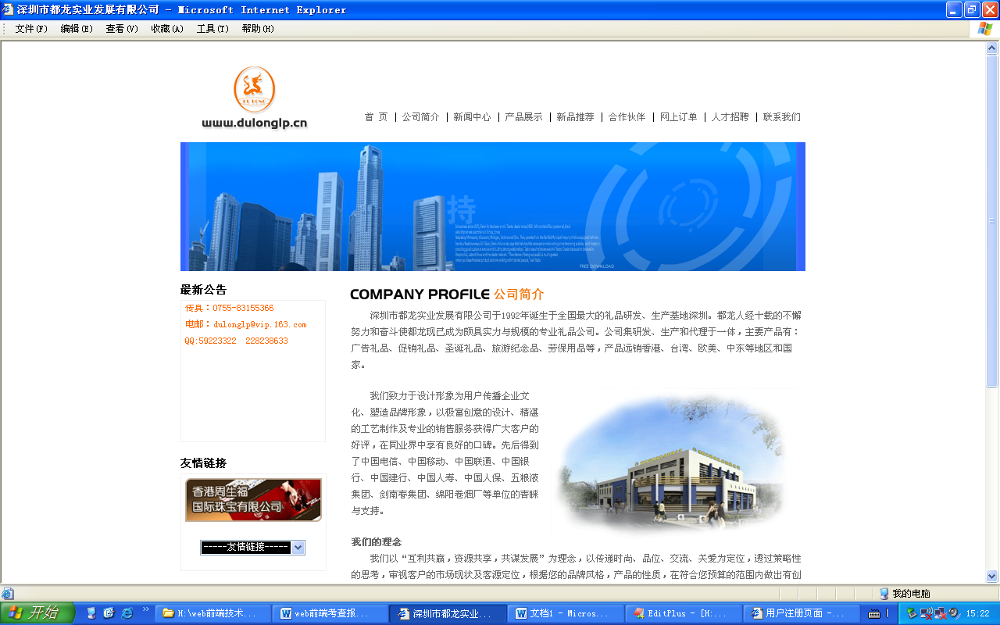 深圳市都龙实业发展有限公司 - Microsoft Internet Explorer
文件(F) 编辑(E) 查看(V) 收藏(A) 工具(T) 帮助(H)
DU LONG
www.dulonglp.cn
首 页 | 公司简介 | 新闻中心 | 产品展示 | 新品推荐 | 合作伙伴 | 网上订单 | 人才招聘 | 联系我们
持
FREE DOWNLOAD
最新公告
传真：0755-83155366
电邮：dulonglp@vip.163.com
QQ:59223322 228238633
友情链接
香港周生福
国际珠宝有限公司
-----友情链接-----
COMPANY PROFILE 公司简介
深圳市都龙实业发展有限公司于1992年诞生于全国最大的礼品研发、生产基地深圳。都龙人经十载的不懈
努力和奋斗使都龙现已成为颇具实力与规模的专业礼品公司。公司集研发、生产和代理于一体，主要产品有：
广告礼品、促销礼品、圣诞礼品、旅游纪念品、劳保用品等，产品远销香港、台湾、欧美、中东等地区和国
家。
我们致力于设计形象为用户传播企业文
化、塑造品牌形象，以极富创意的设计、精湛
的工艺制作及专业的销售服务获得广大客户的
好评，在同业界中享有良好的口碑。先后得到
了中国电信、中国移动、中国联通、中国银
行、中国建行、中国人寿、中国人保、五粮液
集团、剑南春集团、绵阳卷烟厂等单位的青睐
与支持。
我们的理念
我们以“互利共赢，资源共享，共谋发展”为理念，以传递时尚、品位、交流、关爱为定位，透过策略性
的思考，审视客户的市场现状及客源定位，根据您的品牌风格，产品的性质，在符合您预算的范围内做出有创
我的电脑
开始
H:\web前端技术...
web前端考查报...
深圳市都龙实业...
文档1 - Micros...
EditPlus - [H:...
用户注册页面 -...
15:22